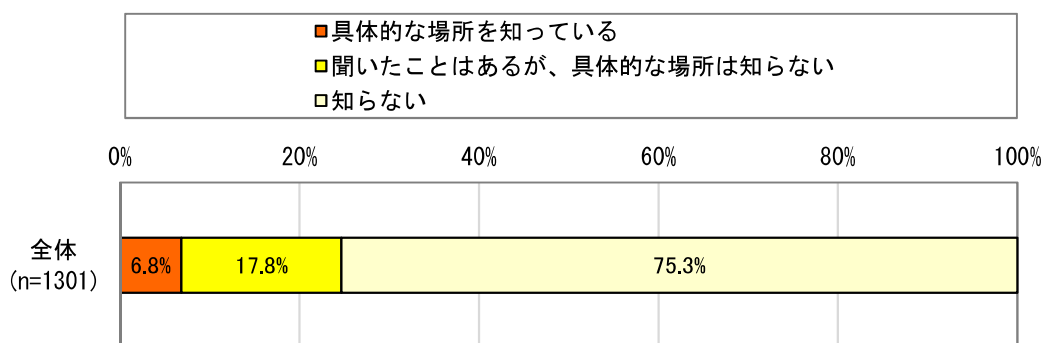 具体的な場所を知っている
聞いたことはあるが、具体的な場所は知らない
知らない
0% 20% 40% 60% 80% 100%
全体
(n=1301)
6.8% 17.8% 75.3%